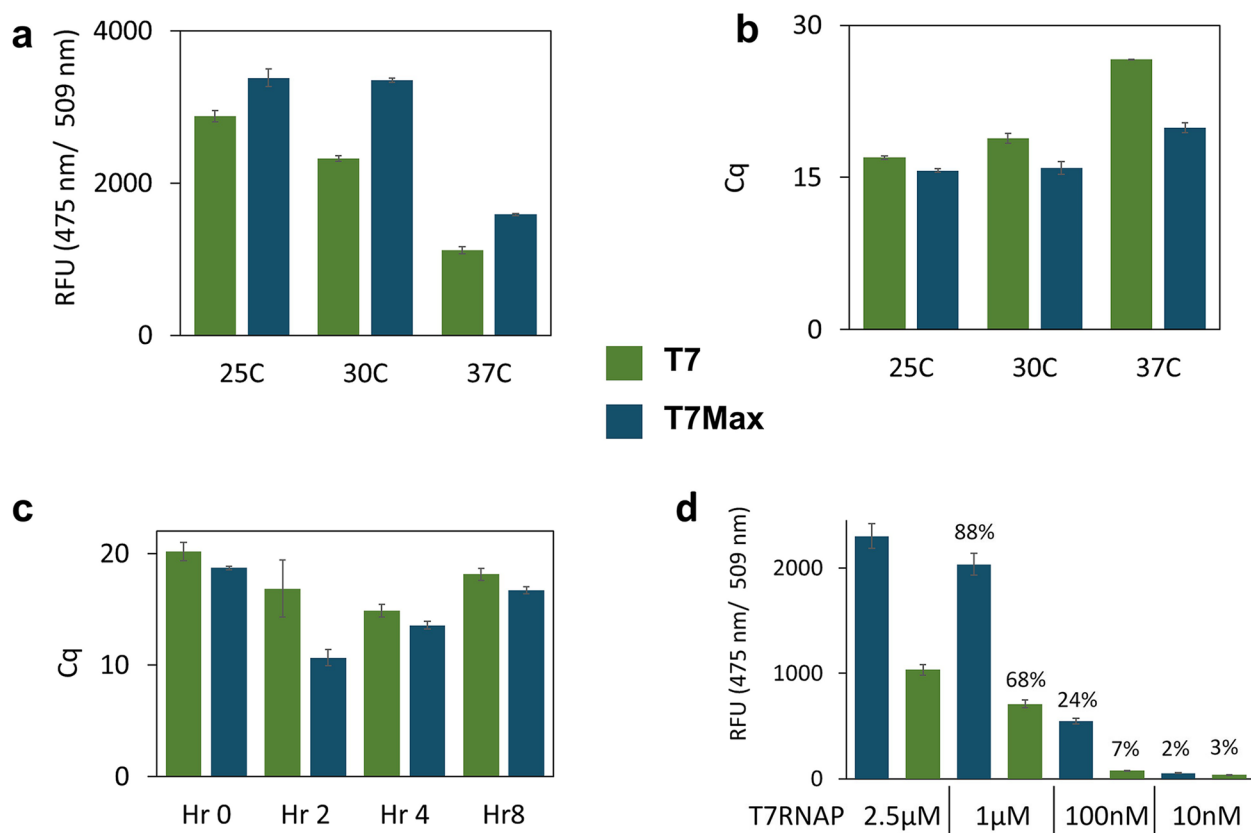 a
RFU (475 nm/ 509 nm)
4000
2000
0
25C 30C 37C
b
Cq
30
15
0
25C 30C 37C
T7
T7Max
c
Cq
20
10
0
Hr 0 Hr 2 Hr 4 Hr8
d
RFU (475 nm/ 509 nm)
2000
1000
0
88%
68%
24%
7% 2% 3%
T7RNAP 2.5μM 1μM 100nM 10nM